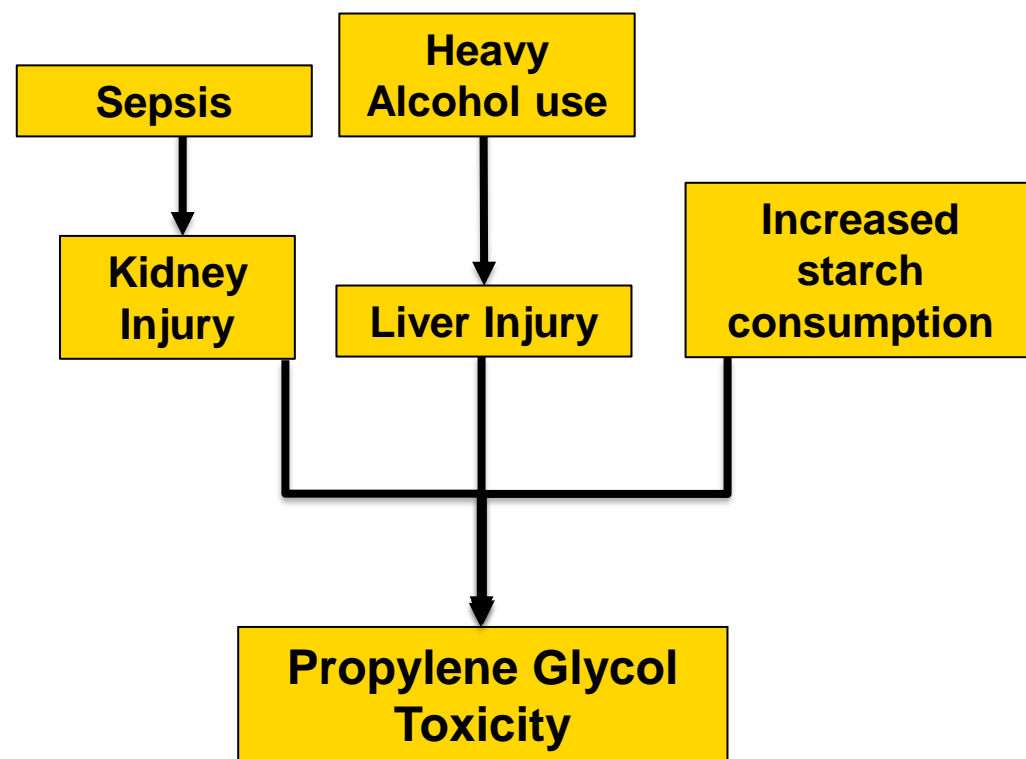 Sepsis
Heavy
Alcohol use
Kidney
Injury
Liver Injury
Increased
starch
consumption
Propylene Glycol
Toxicity